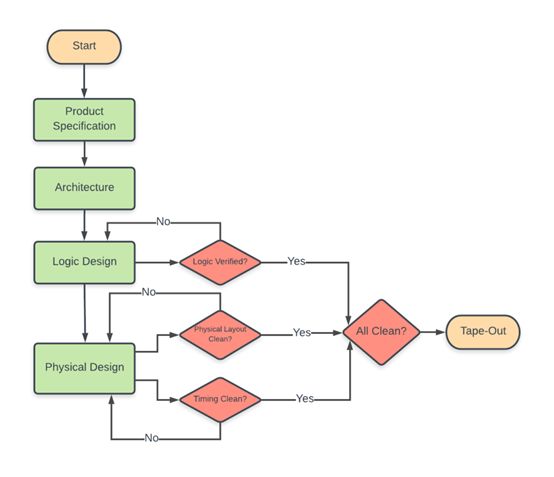 Start
Product
Specification
Architecture
No
Logic Design
Logic Verified?
Yes
No
Physical Layout
Clean?
Yes
All Clean?
Tape-Out
Physical Design
Timing Clean?
Yes
No